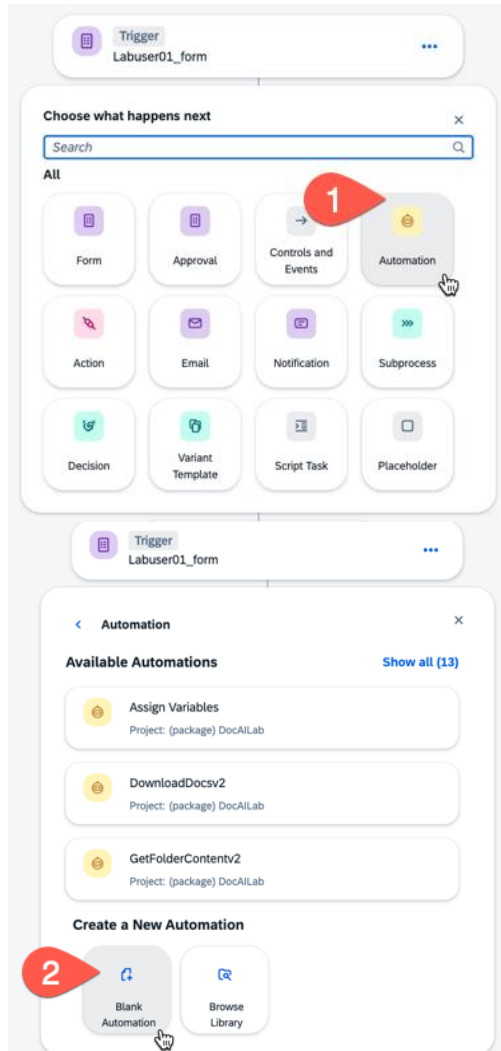 Trigger
Labuser01_form
Choose what happens next
Search
All
1
Form
Approval
Controls and
Events
Automation
Action
Email
Notification
Subprocess
Decision
Variant
Template
Script Task
Placeholder
Trigger
Labuser01_form
Automation
Available Automations
Show all (13)
Assign Variables
Project: (package) DocAILab
DownloadDocsv2
Project: (package) DocAILab
GetFolderContentv2
Project: (package) DocAILab
Create a New Automation
2
Blank
Automation
Browse
Library